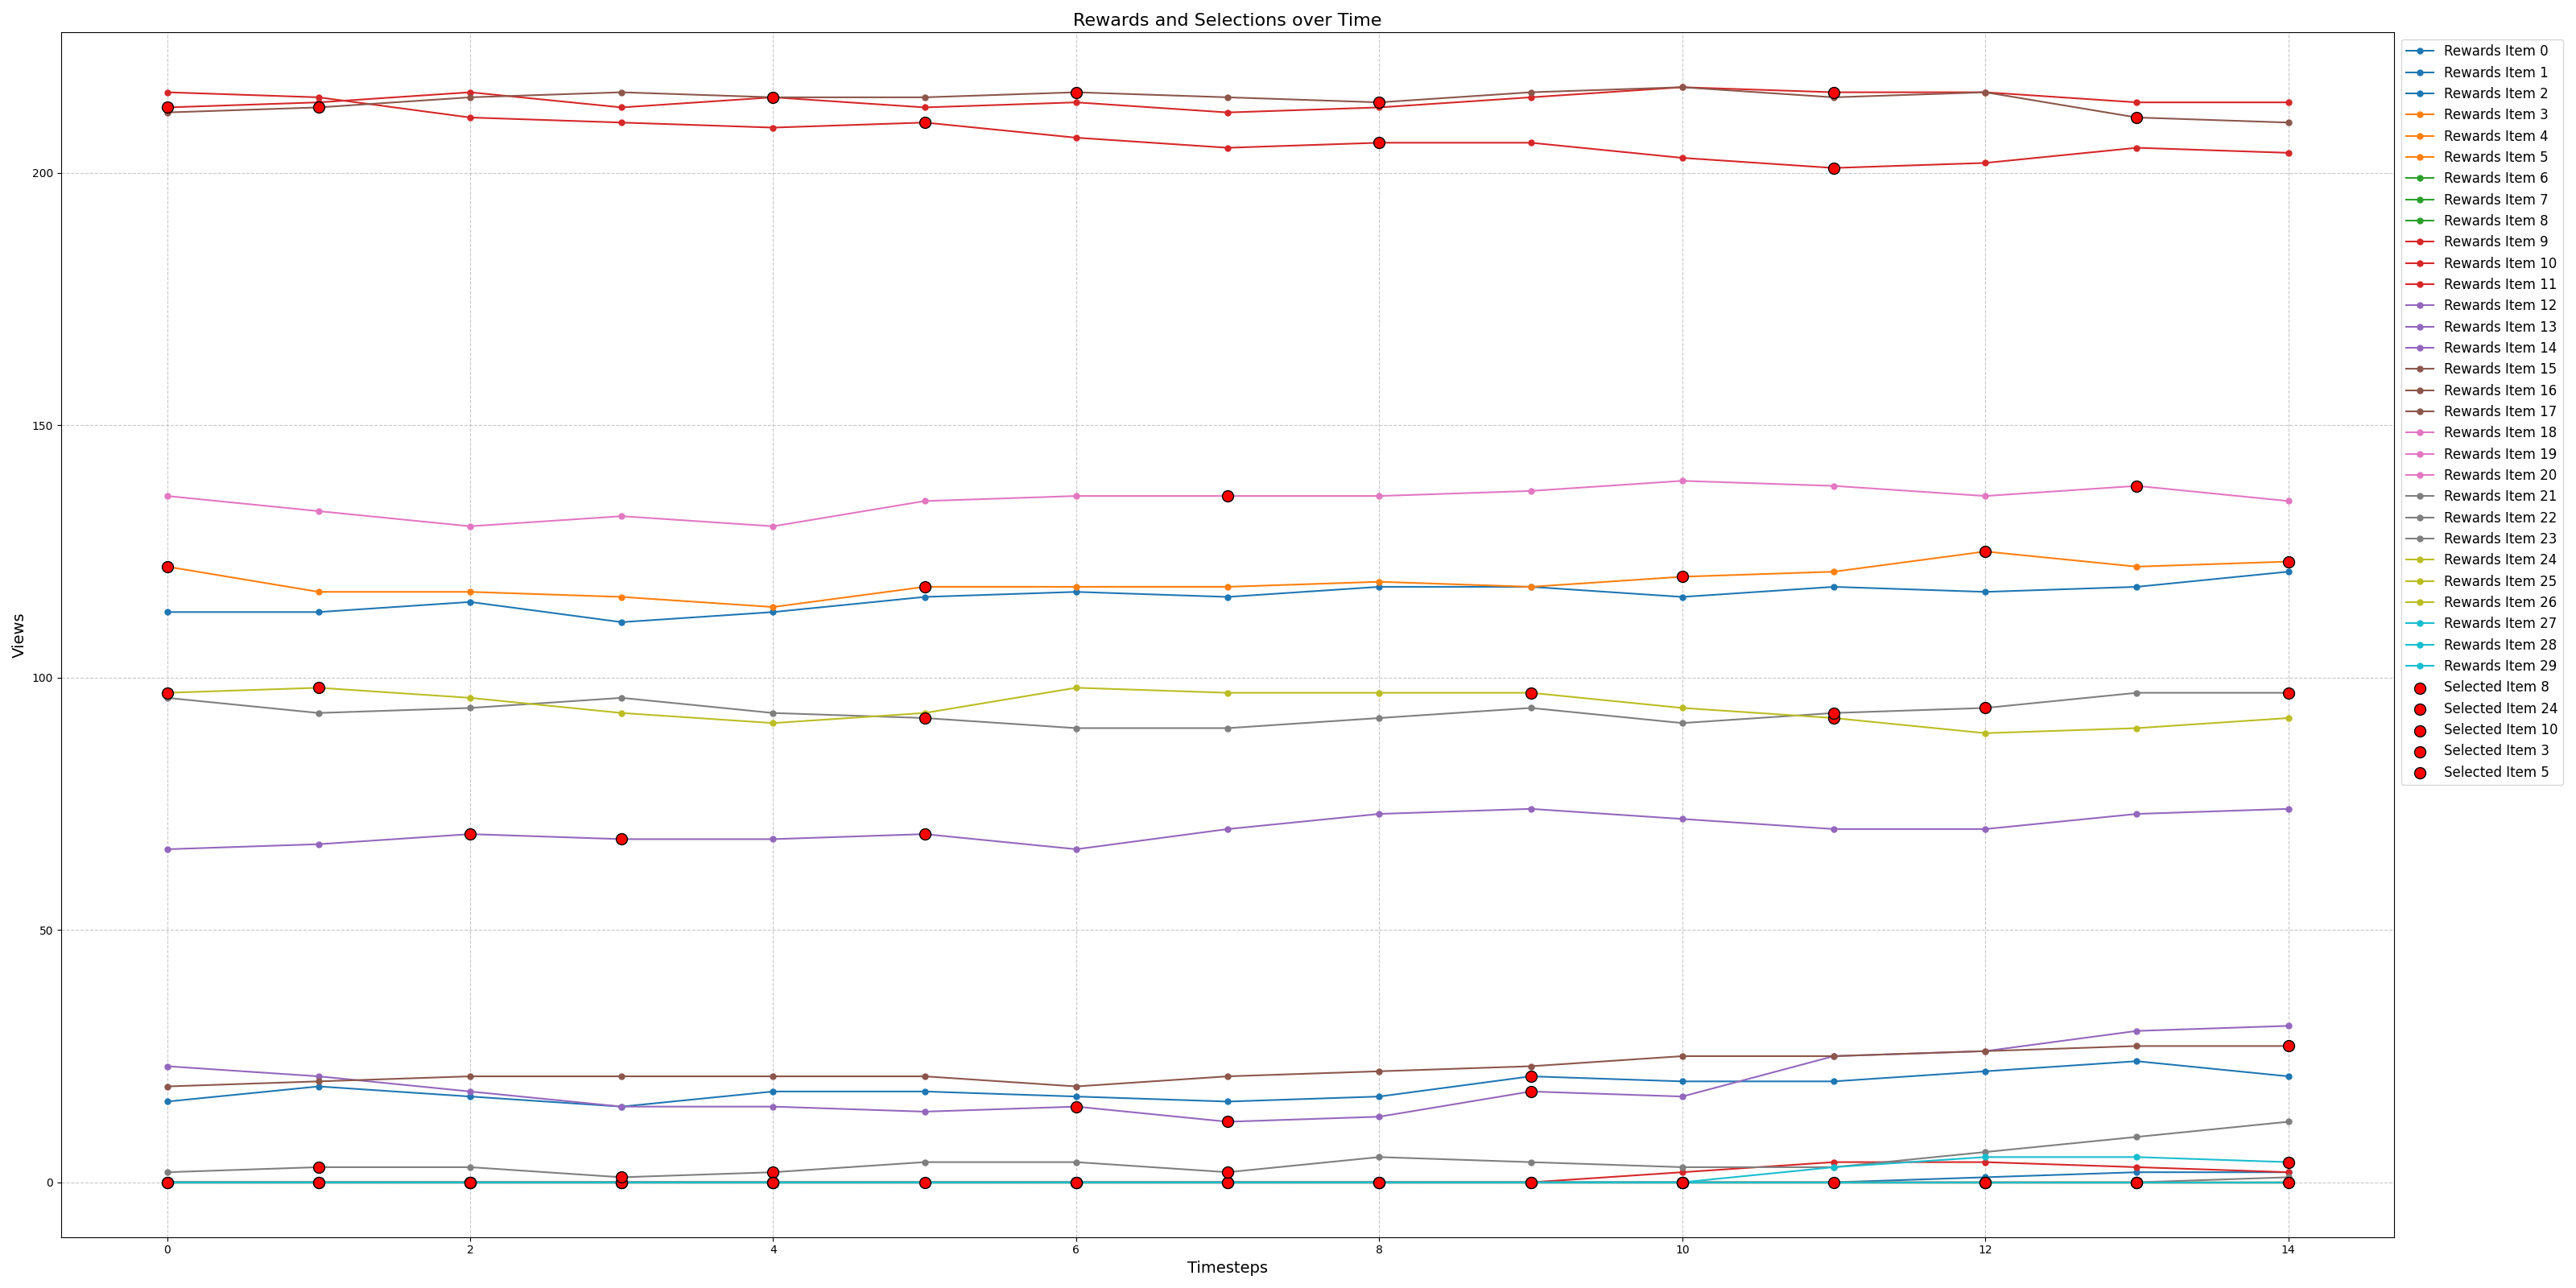 Rewards and Selections over Time
Views
200
150
100
50
0
0
2
4
6
8
10
12
14
Timesteps
Rewards Item 0
Rewards Item 1
Rewards Item 2
Rewards Item 3
Rewards Item 4
Rewards Item 5
Rewards Item 6
Rewards Item 7
Rewards Item 8
Rewards Item 9
Rewards Item 10
Rewards Item 11
Rewards Item 12
Rewards Item 13
Rewards Item 14
Rewards Item 15
Rewards Item 16
Rewards Item 17
Rewards Item 18
Rewards Item 19
Rewards Item 20
Rewards Item 21
Rewards Item 22
Rewards Item 23
Rewards Item 24
Rewards Item 25
Rewards Item 26
Rewards Item 27
Rewards Item 28
Rewards Item 29
Selected Item 8
Selected Item 24
Selected Item 10
Selected Item 3
Selected Item 5